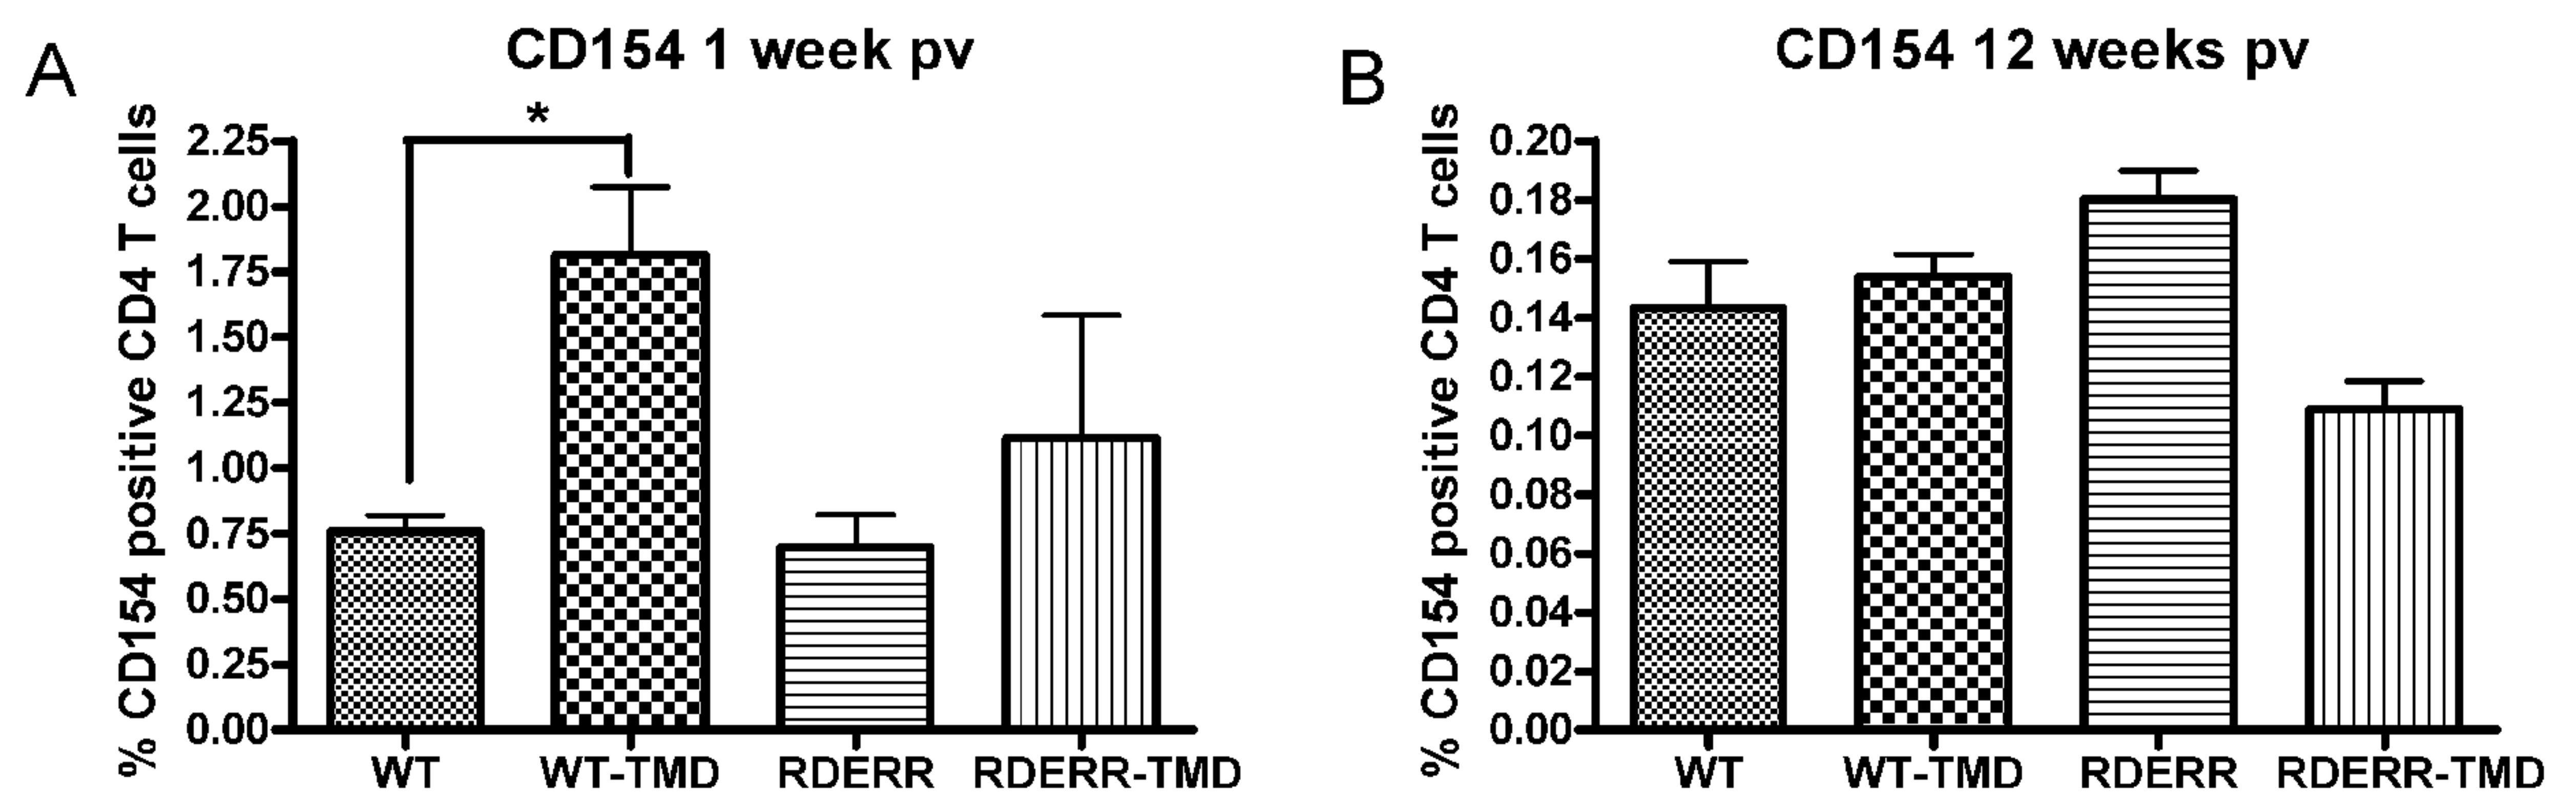 A
CD154 1 week pv
% CD154 positive CD4 T cells
*
2.25
2.00
1.75
1.50
1.25
1.00
0.75
0.50
0.25
0.00
WT
WT-TMD
RDERR
RDERR-TMD
B
CD154 12 weeks pv
% CD154 positive CD4 T cells
0.20
0.18
0.16
0.14
0.12
0.10
0.08
0.06
0.04
0.02
0.00
WT
WT-TMD
RDERR
RDERR-TMD